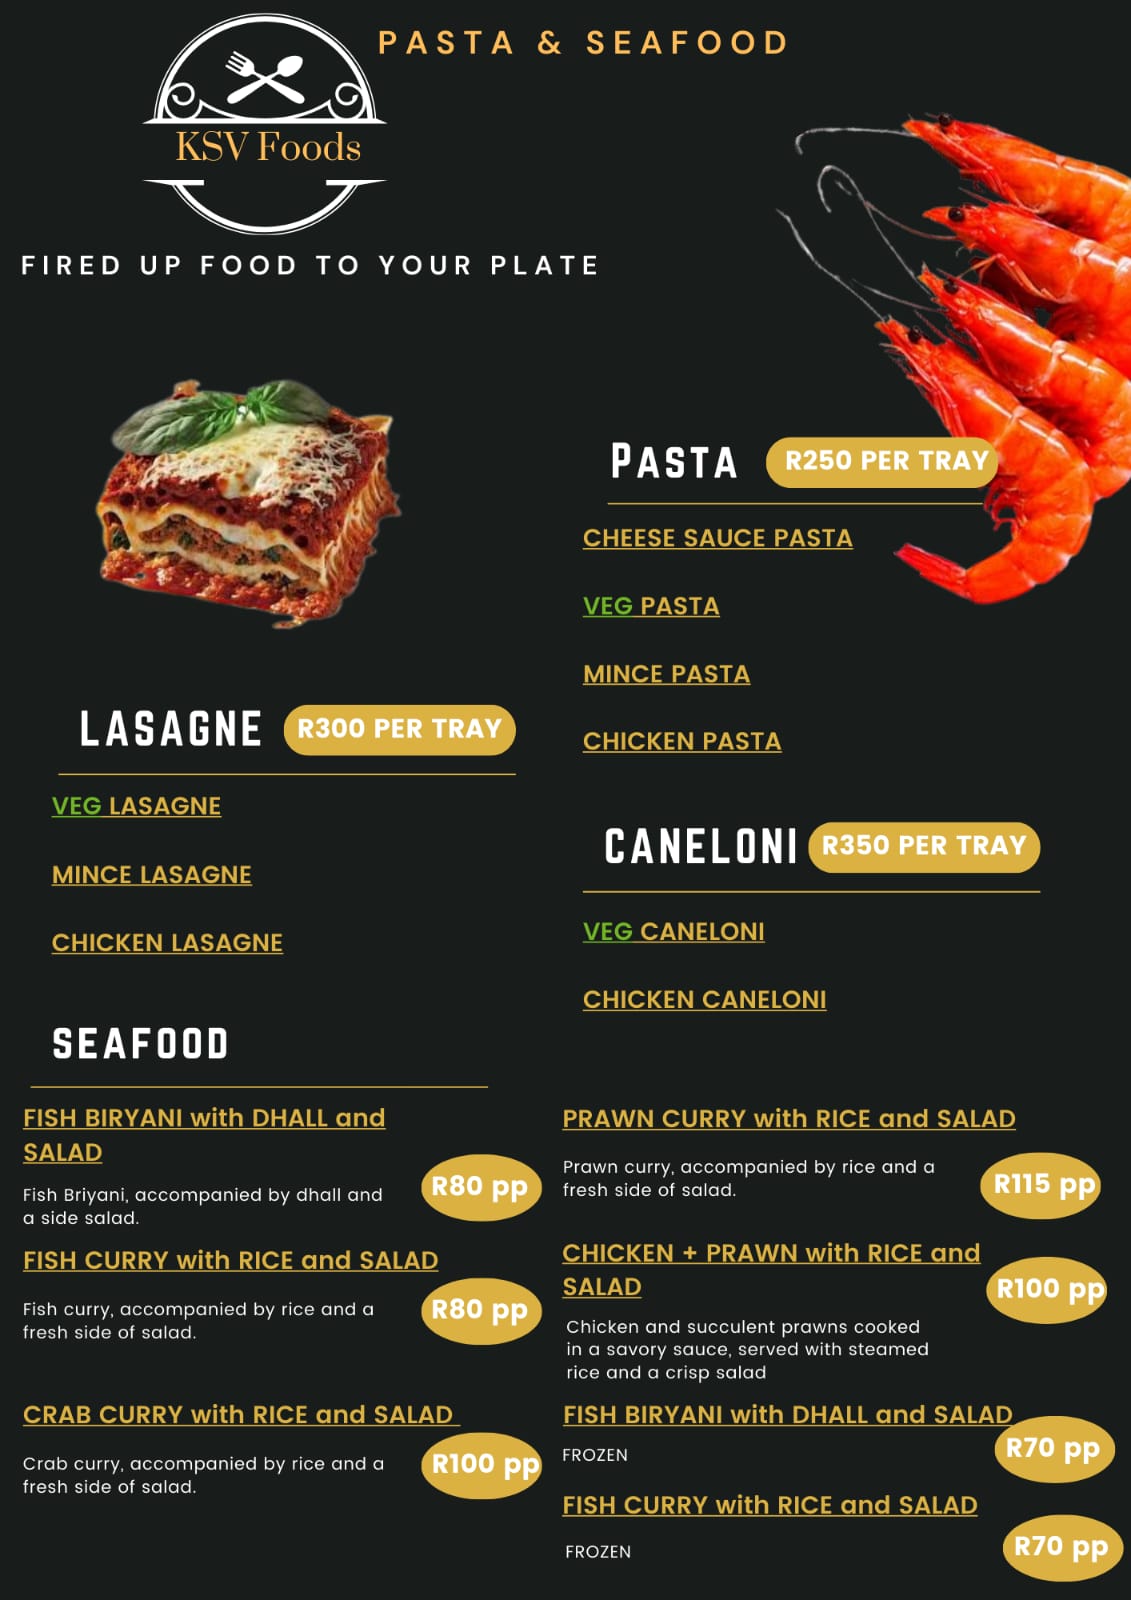 PASTA & SEAFOOD
KSV Foods
FIRED UP FOOD TO YOUR PLATE
PASTA R250 PER TRAY
CHEESE SAUCE PASTA
VEG PASTA
MINCE PASTA
CHICKEN PASTA
LASAGNE R300 PER TRAY
VEG LASAGNE
MINCE LASAGNE
CHICKEN LASAGNE
CANELONI R350 PER TRAY
VEG CANELONI
CHICKEN CANELONI
SEAFOOD
FISH BIRYANI with DHALL and
SALAD
Fish Briyani, accompanied by dhall and
a side salad.
R80 pp
FISH CURRY with RICE and SALAD
Fish curry, accompanied by rice and a
fresh side of salad.
R80 pp
CRAB CURRY with RICE and SALAD
Crab curry, accompanied by rice and a
fresh side of salad.
R100 pp
PRAWN CURRY with RICE and SALAD
Prawn curry, accompanied by rice and a
fresh side of salad.
R115 pp
CHICKEN + PRAWN with RICE and
SALAD
R100 pp
Chicken and succulent prawns cooked
in a savory sauce, served with steamed
rice and a crisp salad
FISH BIRYANI with DHALL and SALAD
FROZEN
R70 pp
FISH CURRY with RICE and SALAD
FROZEN
R70 pp